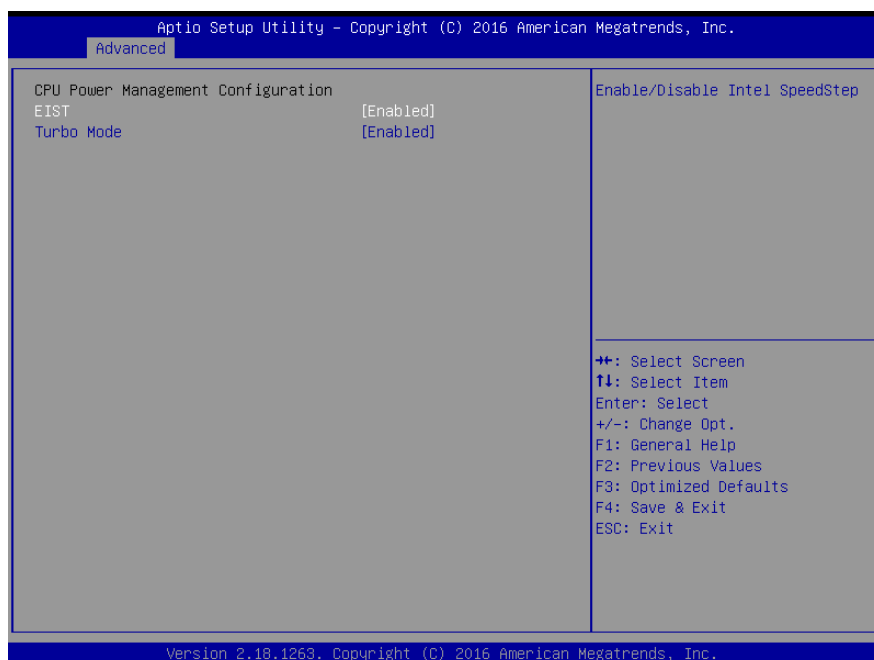 Aptio Setup Utility – Copyright (C) 2016 American Megatrends, Inc.
Advanced
CPU Power Management Configuration
EIST [Enabled]
Turbo Mode [Enabled]
Enable/Disable Intel SpeedStep
→←: Select Screen
↑↓: Select Item
Enter: Select
+/-: Change Opt.
F1: General Help
F2: Previous Values
F3: Optimized Defaults
F4: Save & Exit
ESC: Exit
Version 2.18.1263. Copyright (C) 2016 American Megatrends, Inc.